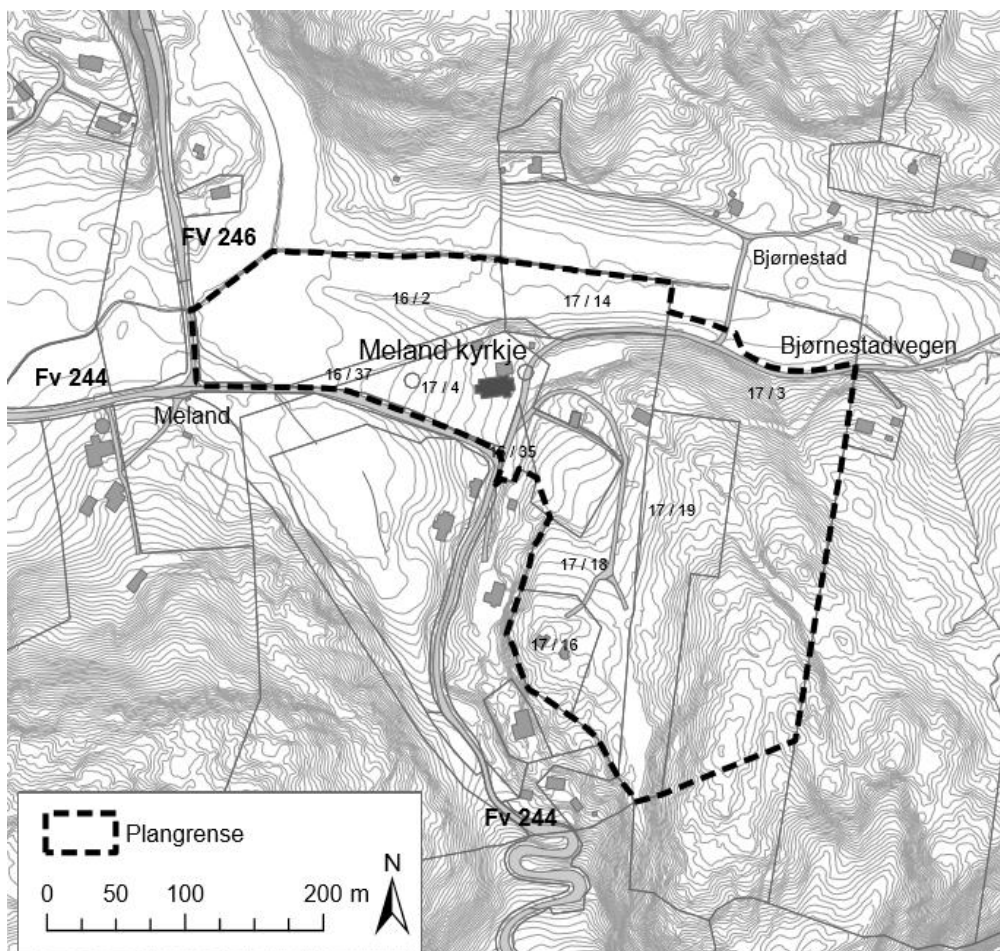 FV 246
Bjørnestad
16 / 2
17 / 14
Meland kyrkje
Bjørnestadvegen
Fv 244
16 / 37
17 / 4
17 / 3
Meland
/ 35
17 / 19
17 / 18
17 / 16
Fv 244
Plangrense
N
0 50 100 200 m